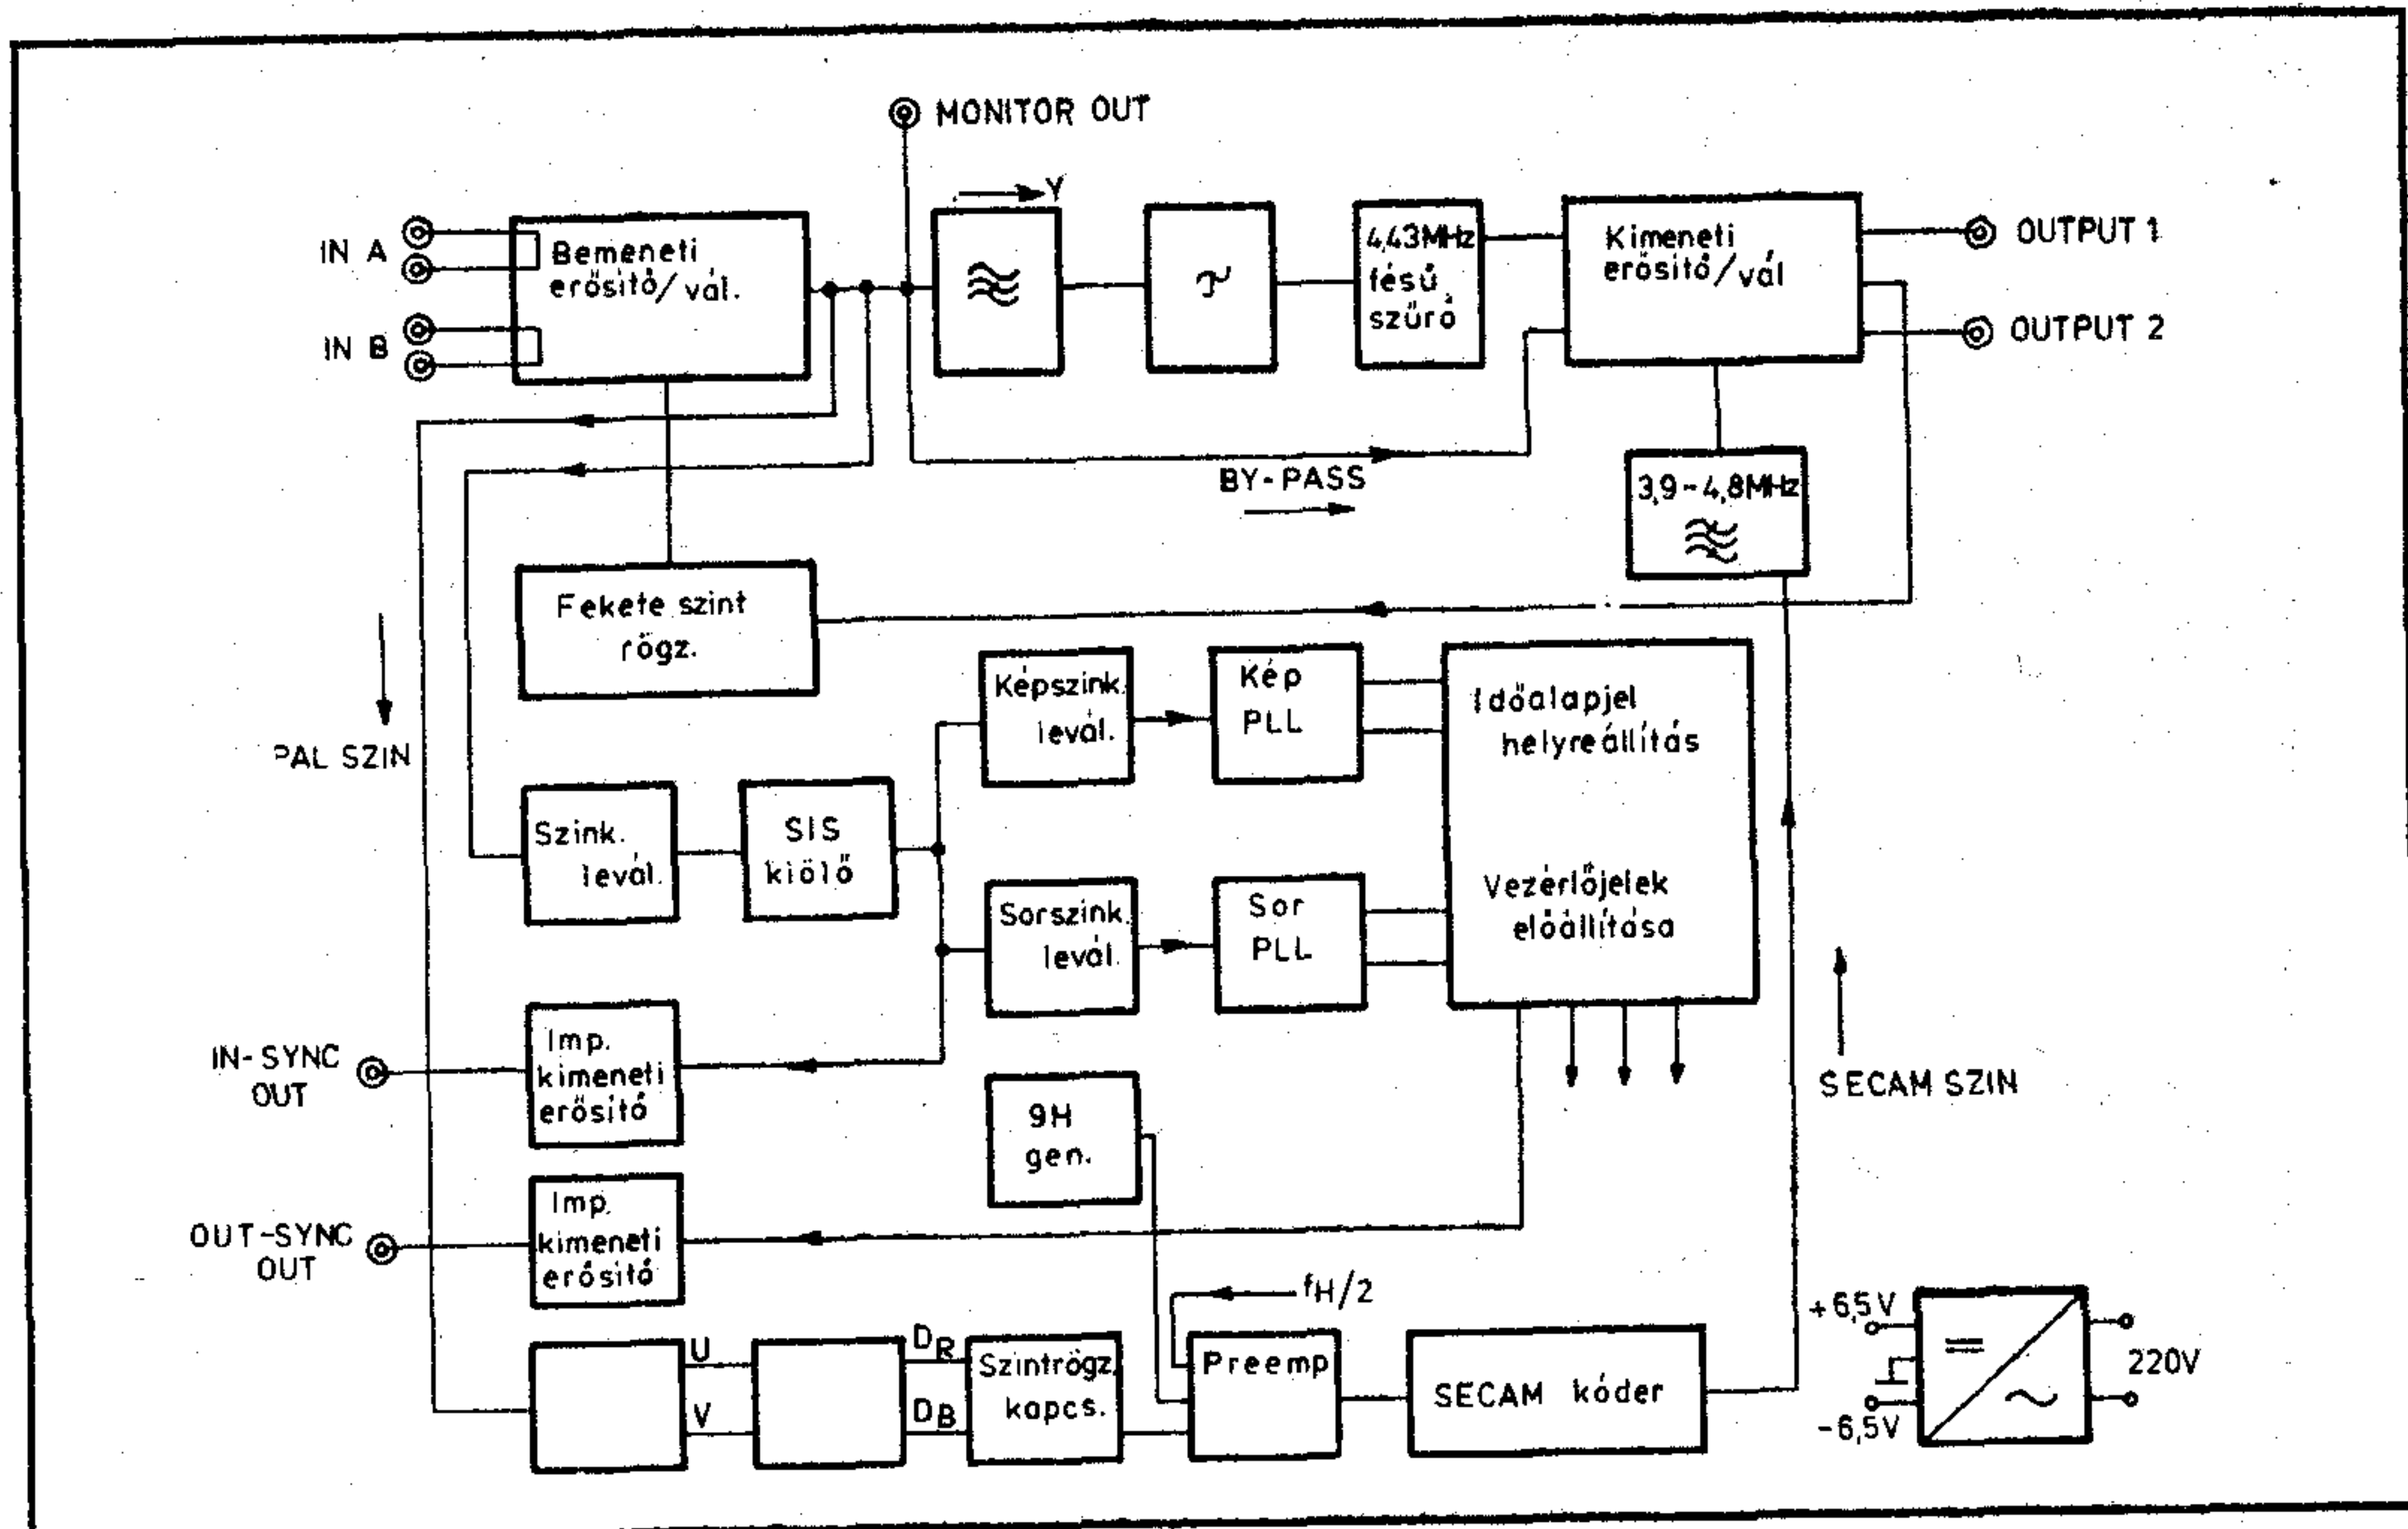 MONITOR OUT
Y
IN A
IN B
Bemeneti
erősítő/vál.
4,43MHz
fésű
szűrő
Kimeneti
erősítő/vál
OUTPUT 1
OUTPUT 2
BY-PASS
3,9-4,8MHz
Fekete szint
rögz.
PAL SZIN
Képszink.
levál.
Kép
PLL
Időalapjel
helyreállítás
Vezérlőjelek
előállítása
Szink.
levál.
SIS
kiölő
Sorszink.
levál.
Sor
PLL
IN-SYNC
OUT
Imp.
kimeneti
erősítő
9H
gen.
SECAM SZIN
OUT-SYNC
OUT
Imp.
kimeneti
erősítő
fH/2
U
V
DR
DB
Szintrögz.
kapcs.
Preemp
SECAM kóder
+6,5V
-6,5V
220V